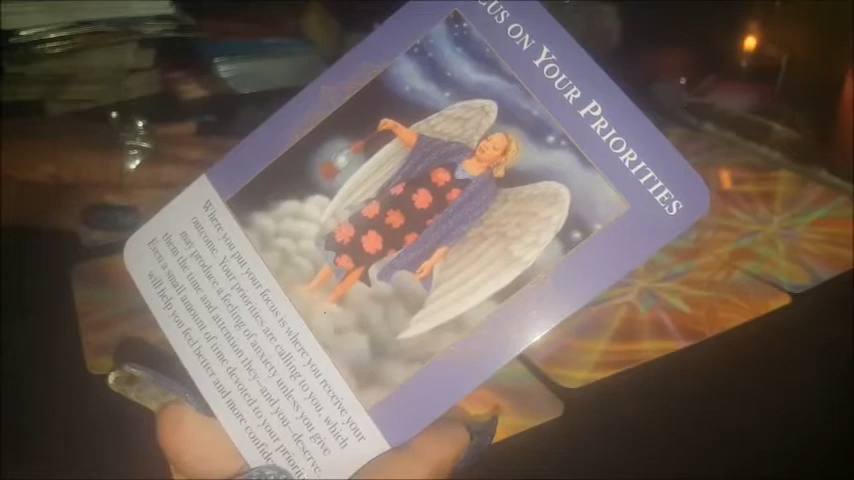 CUS ON YOUR PRIORITIES
Where you put your focus is where you receive your
outcome. Your priorities are calling to you, which
may produce a feeling of anxiety unless you give
them the time and attention they—and you—deserve.
Even a small amount of time devoted to your priorit
will help you feel better and more confide